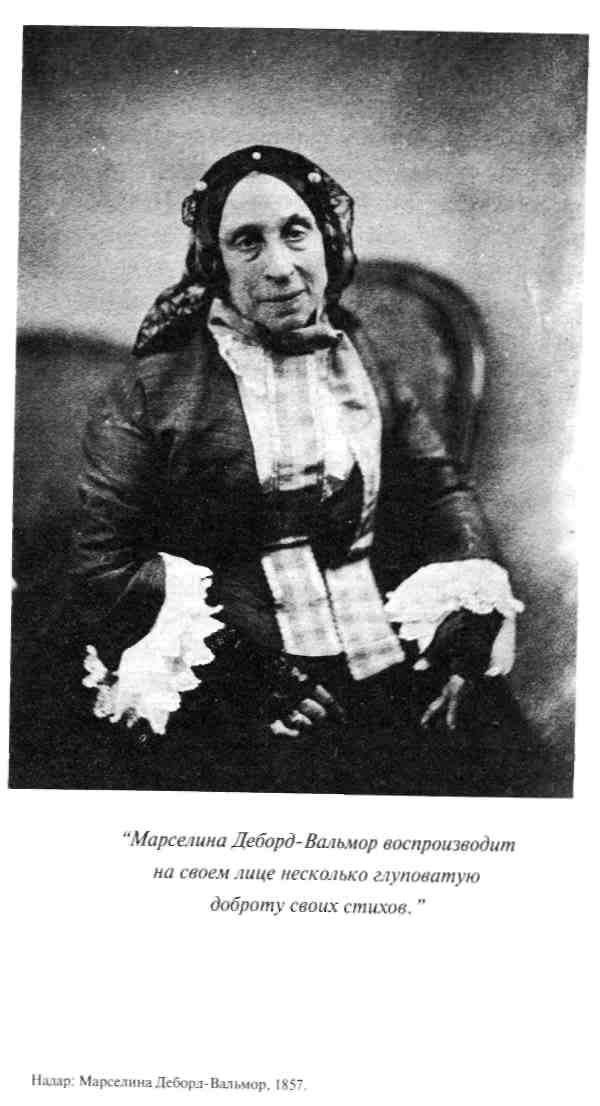 “Марселина Деборд-Вальмор воспроизводит
на своем лице несколько глуповатую
доброту своих стихов.”
Надар: Марселина Деборд-Вальмор, 1857.